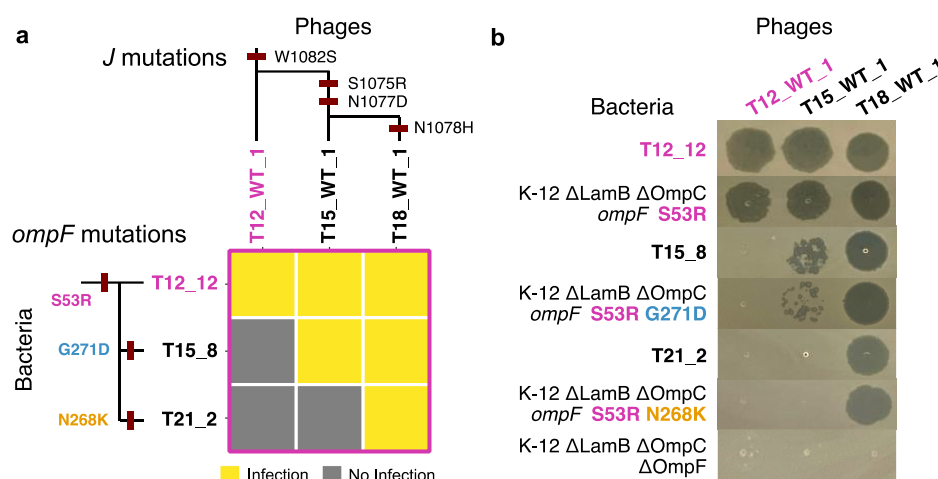 a
Phages
J mutations
W1082S
S1075R
N1077D
N1078H
T12_WT_1
T15_WT_1
T18_WT_1
ompF mutations
Bacteria
S53R
T12_12
G271D
T15_8
N268K
T21_2
Infection
No Infection
b
Phages
T12_WT_1
T15_WT_1
T18_WT_1
Bacteria
T12_12
K-12 ΔLamB ΔOmpC
ompF S53R
T15_8
K-12 ΔLamB ΔOmpC
ompF S53R G271D
T21_2
K-12 ΔLamB ΔOmpC
ompF S53R N268K
K-12 ΔLamB ΔOmpC
ΔOmpF